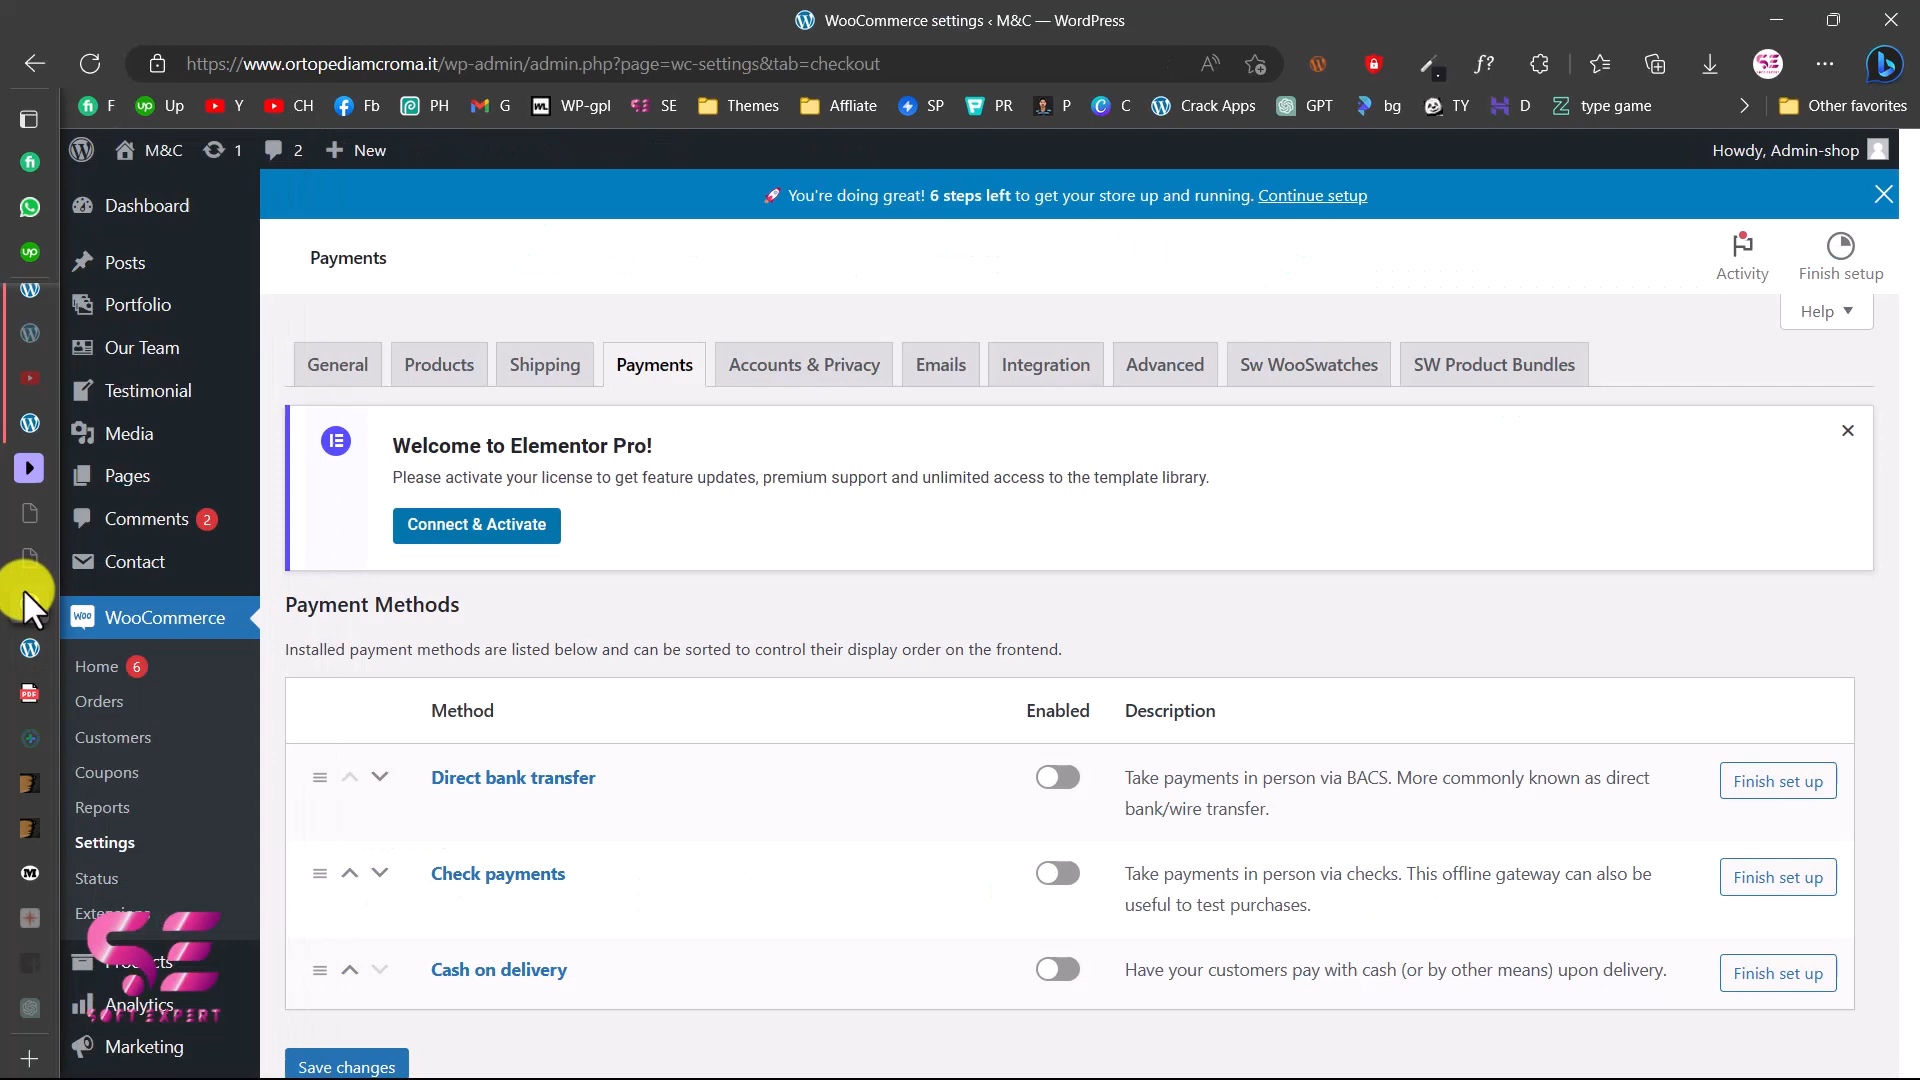 WooCommerce settings ‹ M&C — WordPress
https://www.ortopediamcroma.it/wp-admin/admin.php?page=wc-settings&tab=checkout
F Up Y CH Fb PH G WP-gpl SE Themes Affliate SP PR P C Crack Apps GPT bg TY D type game Other favorites
M&C 1 2 New Howdy, Admin-shop
🚀 You're doing great! 6 steps left to get your store up and running. Continue setup
Dashboard
Posts
Portfolio
Our Team
Testimonial
Media
Pages
Comments 2
Contact
WooCommerce
Home 6
Orders
Customers
Coupons
Reports
Settings
Status
Analytics
SOFT EXPERT
Marketing
Payments
Activity
Finish setup
Help
General Products Shipping Payments Accounts & Privacy Emails Integration Advanced Sw WooSwatches SW Product Bundles
Welcome to Elementor Pro!
Please activate your license to get feature updates, premium support and unlimited access to the template library.
Connect & Activate
Payment Methods
Installed payment methods are listed below and can be sorted to control their display order on the frontend.
Method Enabled Description
Direct bank transfer Take payments in person via BACS. More commonly known as direct
bank/wire transfer.
Finish set up
Check payments Take payments in person via checks. This offline gateway can also be
useful to test purchases.
Finish set up
Cash on delivery Have your customers pay with cash (or by other means) upon delivery.
Finish set up
Save changes